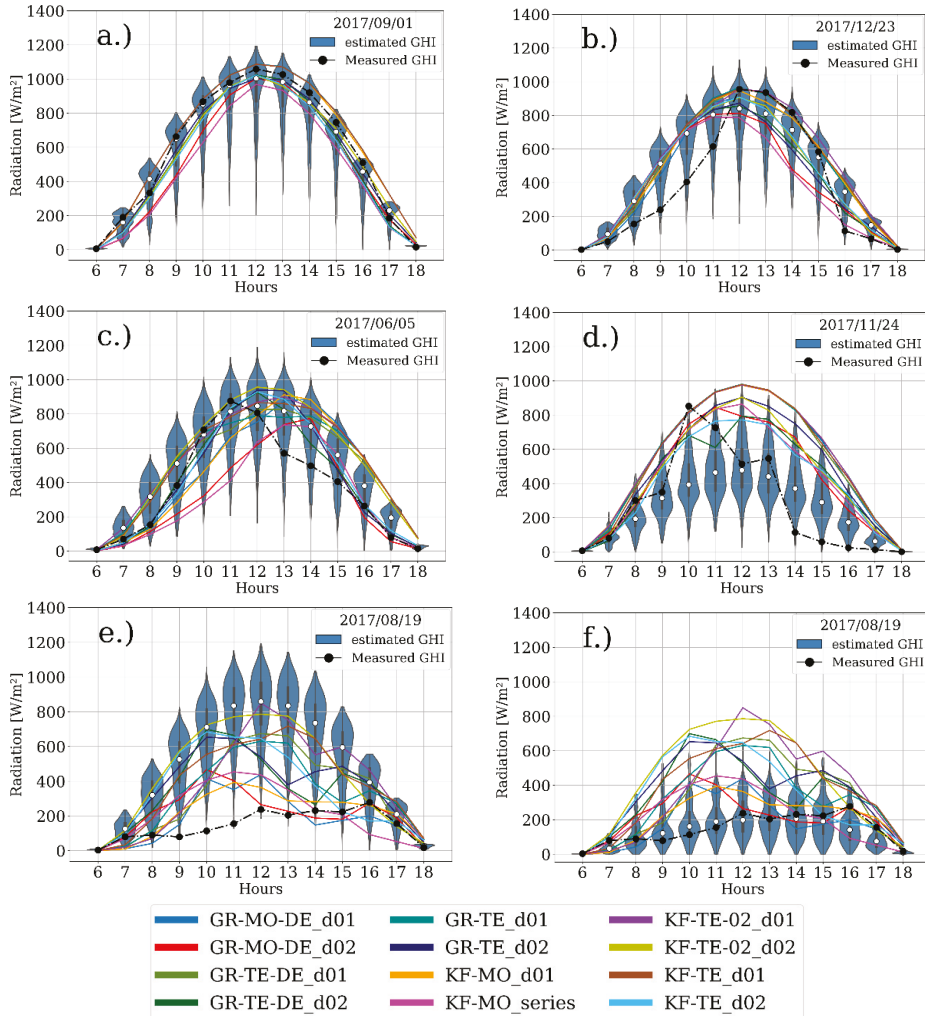 2017/09/01
a.)
estimated GHI
Measured GHI
1400
1200
1000
800
600
400
200
0
Radiation [W/m²]
6 7 8 9 10 11 12 13 14 15 16 17 18
Hours
2017/12/23
b.)
estimated GHI
Measured GHI
1400
1200
1000
800
600
400
200
0
Radiation [W/m²]
6 7 8 9 10 11 12 13 14 15 16 17 18
Hours
2017/06/05
c.)
estimated GHI
Measured GHI
1400
1200
1000
800
600
400
200
0
Radiation [W/m²]
6 7 8 9 10 11 12 13 14 15 16 17 18
Hours
2017/11/24
d.)
estimated GHI
Measured GHI
1400
1200
1000
800
600
400
200
0
Radiation [W/m²]
6 7 8 9 10 11 12 13 14 15 16 17 18
Hours
2017/08/19
e.)
estimated GHI
Measured GHI
1400
1200
1000
800
600
400
200
0
Radiation [W/m²]
6 7 8 9 10 11 12 13 14 15 16 17 18
Hours
2017/08/19
f.)
estimated GHI
Measured GHI
1400
1200
1000
800
600
400
200
0
Radiation [W/m²]
6 7 8 9 10 11 12 13 14 15 16 17 18
Hours
GR-MO-DE_d01 GR-TE_d01 KF-TE-02_d01
GR-MO-DE_d02 GR-TE_d02 KF-TE-02_d02
GR-TE-DE_d01 KF-MO_d01 KF-TE_d01
GR-TE-DE_d02 KF-MO_series KF-TE_d02